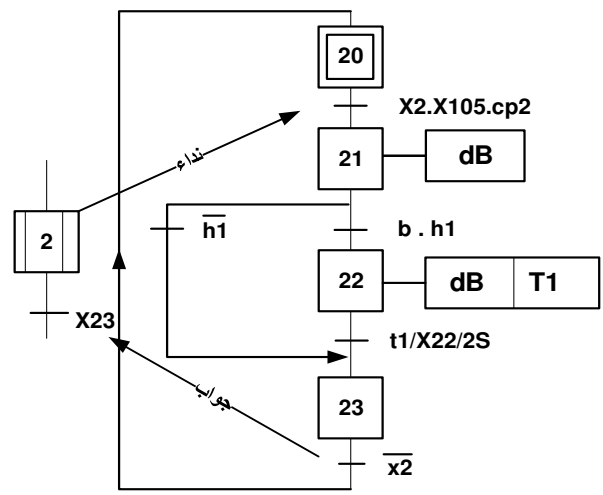 20
X2.X105.cp2
21
dB
نداء
h1
b . h1
2
22
dB
T1
X23
t1/X22/2S
جواب
23
x2